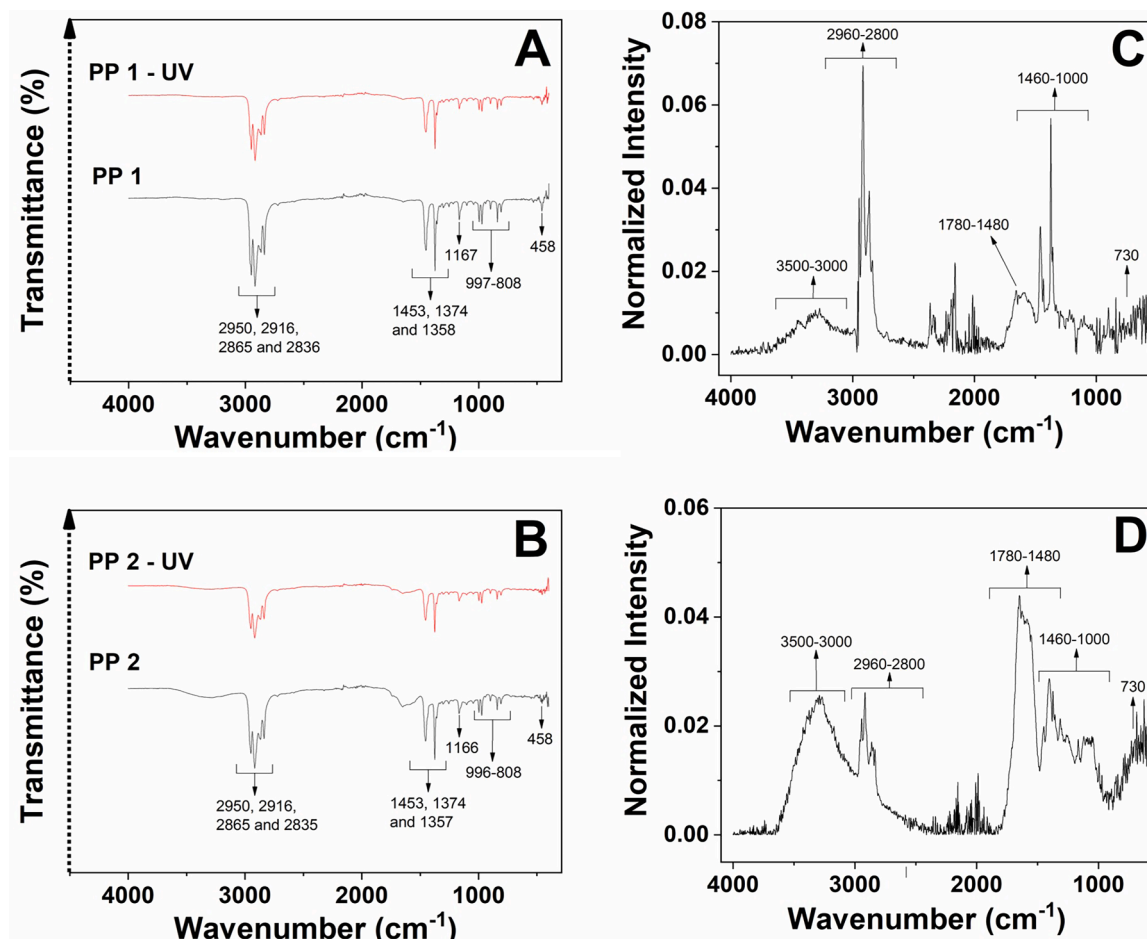 A
Transmittance (%)
PP 1 - UV
PP 1
2950, 2916,
2865 and 2836
1453, 1374
and 1358
1167
997-808
458
4000
3000
2000
1000
Wavenumber (cm-1)
C
Normalized Intensity
0.08
0.06
0.04
0.02
0.00
3500-3000
2960-2800
1780-1480
1460-1000
730
4000
3000
2000
1000
Wavenumber (cm-1)
B
Transmittance (%)
PP 2 - UV
PP 2
2950, 2916,
2865 and 2835
1453, 1374
and 1357
1166
996-808
458
4000
3000
2000
1000
Wavenumber (cm-1)
D
Normalized Intensity
0.06
0.04
0.02
0.00
3500-3000
2960-2800
1780-1480
1460-1000
730
4000
3000
2000
1000
Wavenumber (cm-1)